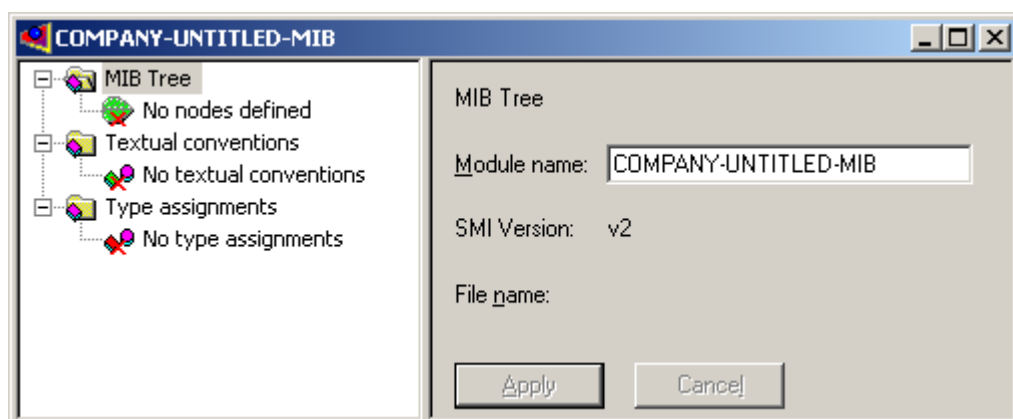 COMPANY-UNTITLED-MIB
MIB Tree
No nodes defined
Textual conventions
No textual conventions
Type assignments
No type assignments
MIB Tree
Module name: COMPANY-UNTITLED-MIB
SMI Version: v2
File name:
Apply Cancel